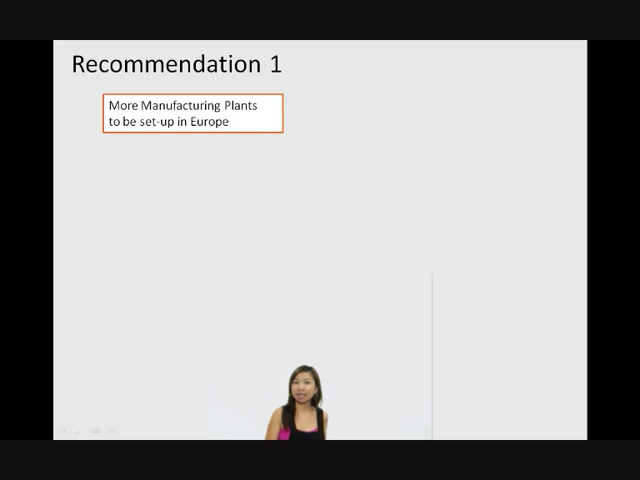 Recommendation 1
More Manufacturing Plants
to be set-up in Europe